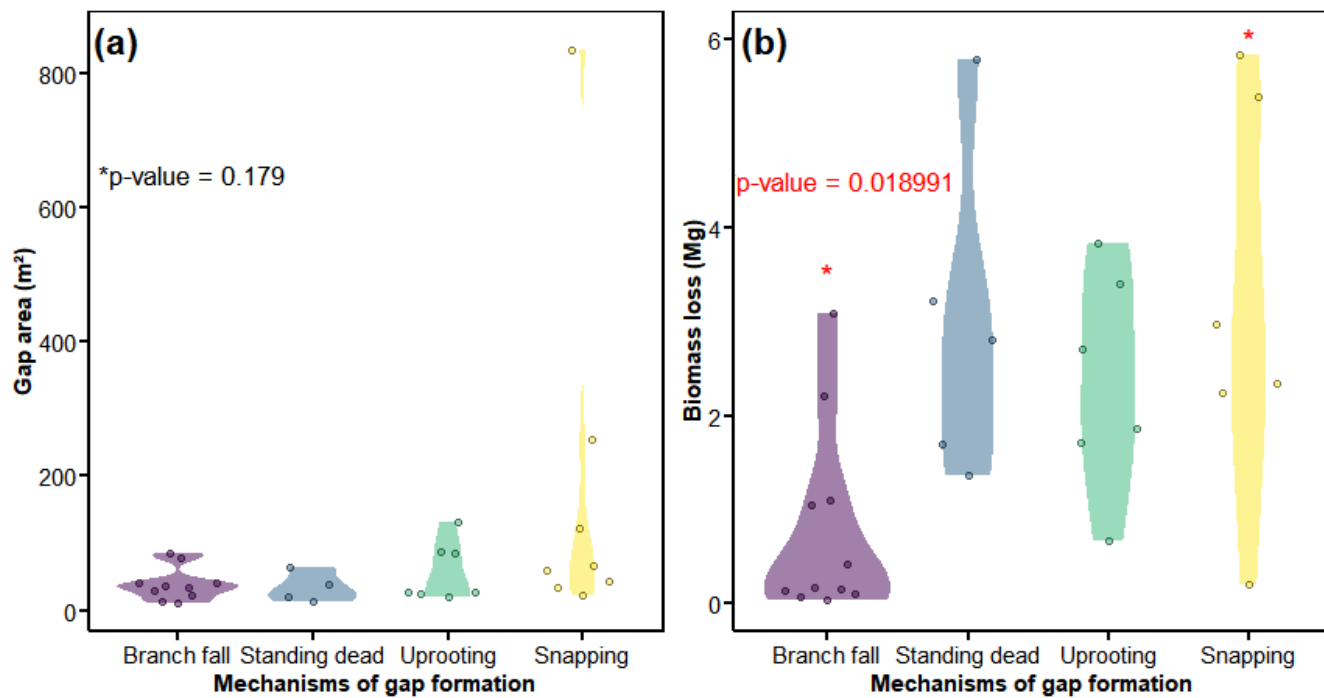 (a)
*p-value = 0.179
800
600
400
200
0
Gap area (m²)
Branch fall Standing dead Uprooting Snapping
Mechanisms of gap formation
(b)
*
p-value = 0.018991
*
6
4
2
0
Biomass loss (Mg)
Branch fall Standing dead Uprooting Snapping
Mechanisms of gap formation